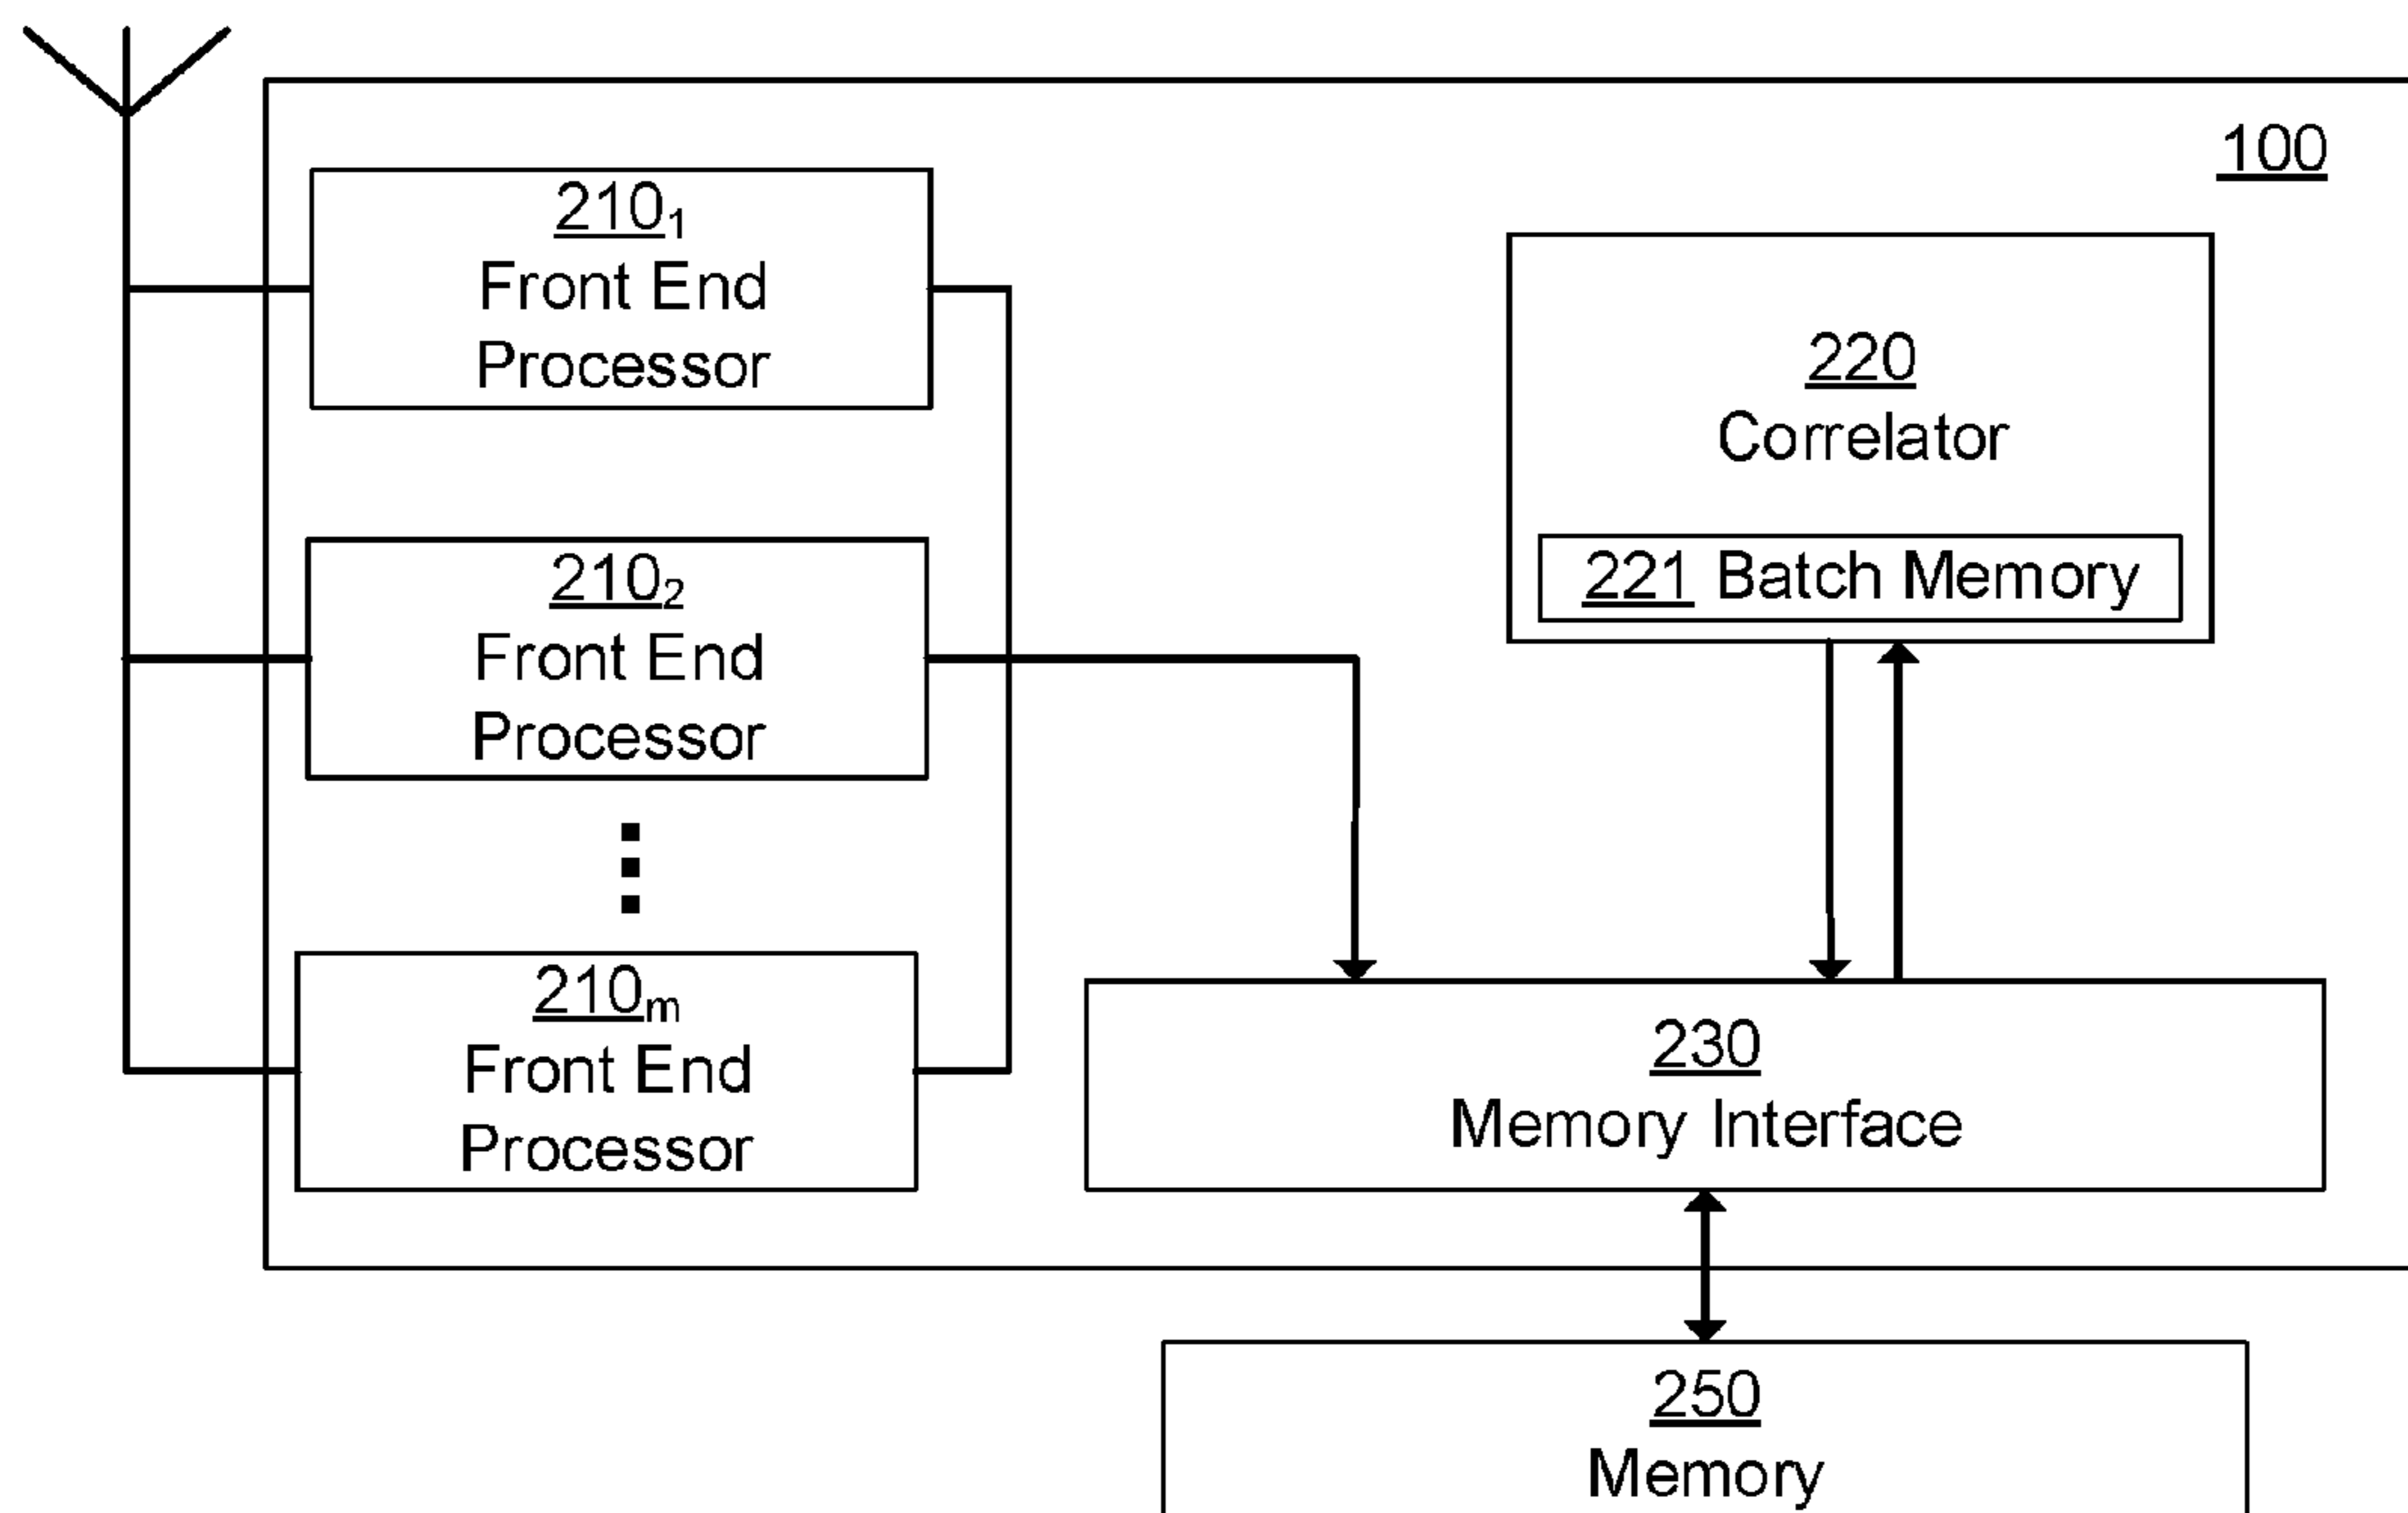 100
210₁
Front End
Processor
220
Correlator
221 Batch Memory
210₂
Front End
Processor
210ₘ
Front End
Processor
230
Memory Interface
250
Memory